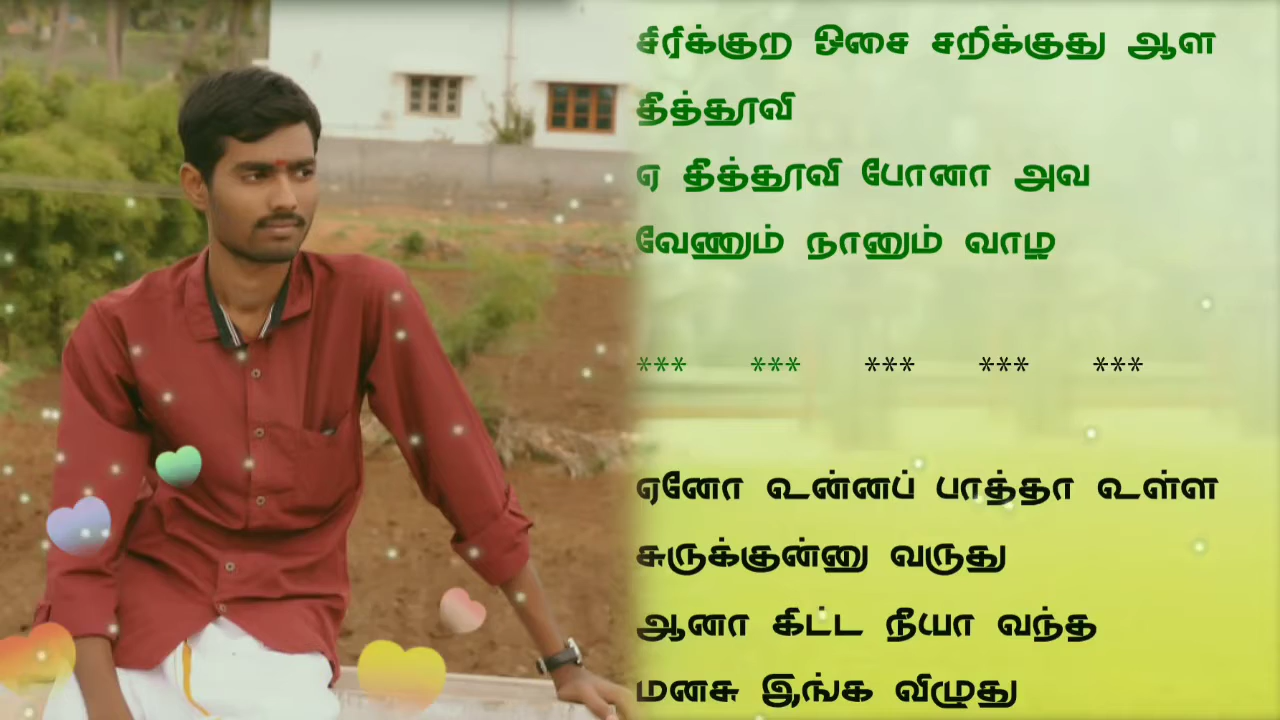 சிரிக்குற ஓசை சறிக்குது ஆள
தீத்தூவி
ஏ தீத்தூவி போனா அவ
வேணும் நானும் வாழ
*** *** *** *** ***
ஏனோ உன்னப் பாத்தா உள்ள
சுருக்குன்னு வருது
ஆனா கிட்ட நீயா வந்த
மனசு இங்க விழுது